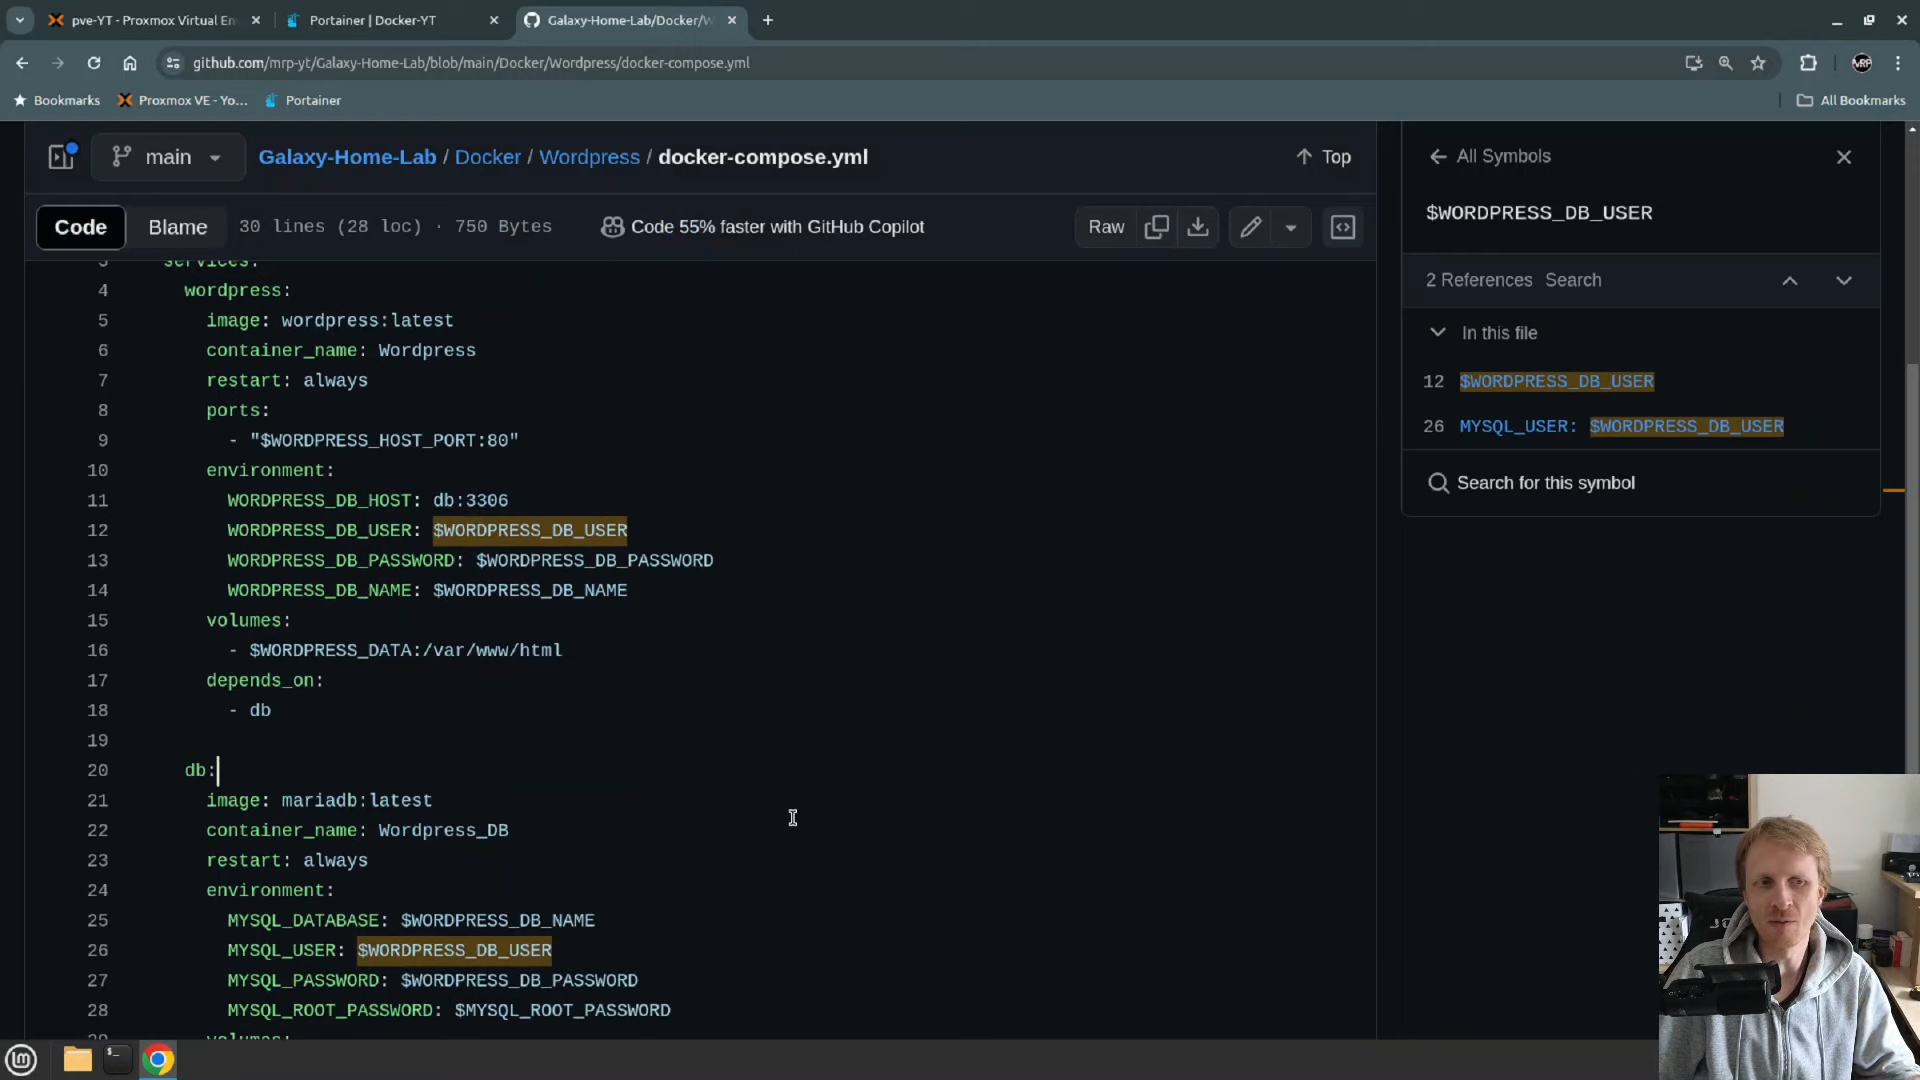 pve-YT - Proxmox Virtual En
Portainer | Docker-YT
Galaxy-Home-Lab/Docker/W
github.com/mrp-yt/Galaxy-Home-Lab/blob/main/Docker/Wordpress/docker-compose.yml
MRP
Bookmarks
Proxmox VE - Yo...
Portainer
All Bookmarks
main
Galaxy-Home-Lab / Docker / Wordpress / docker-compose.yml
Top
Code
Blame
30 lines (28 loc) · 750 Bytes
Code 55% faster with GitHub Copilot
Raw
3 services:
4 wordpress:
5 image: wordpress:latest
6 container_name: Wordpress
7 restart: always
8 ports:
9 - "$WORDPRESS_HOST_PORT:80"
10 environment:
11 WORDPRESS_DB_HOST: db:3306
12 WORDPRESS_DB_USER: $WORDPRESS_DB_USER
13 WORDPRESS_DB_PASSWORD: $WORDPRESS_DB_PASSWORD
14 WORDPRESS_DB_NAME: $WORDPRESS_DB_NAME
15 volumes:
16 - $WORDPRESS_DATA:/var/www/html
17 depends_on:
18 - db
19
20 db:
21 image: mariadb:latest
22 container_name: Wordpress_DB
23 restart: always
24 environment:
25 MYSQL_DATABASE: $WORDPRESS_DB_NAME
26 MYSQL_USER: $WORDPRESS_DB_USER
27 MYSQL_PASSWORD: $WORDPRESS_DB_PASSWORD
28 MYSQL_ROOT_PASSWORD: $MYSQL_ROOT_PASSWORD
29 volumes:
All Symbols
$WORDPRESS_DB_USER
2 References Search
In this file
12 $WORDPRESS_DB_USER
26 MYSQL_USER: $WORDPRESS_DB_USER
Search for this symbol